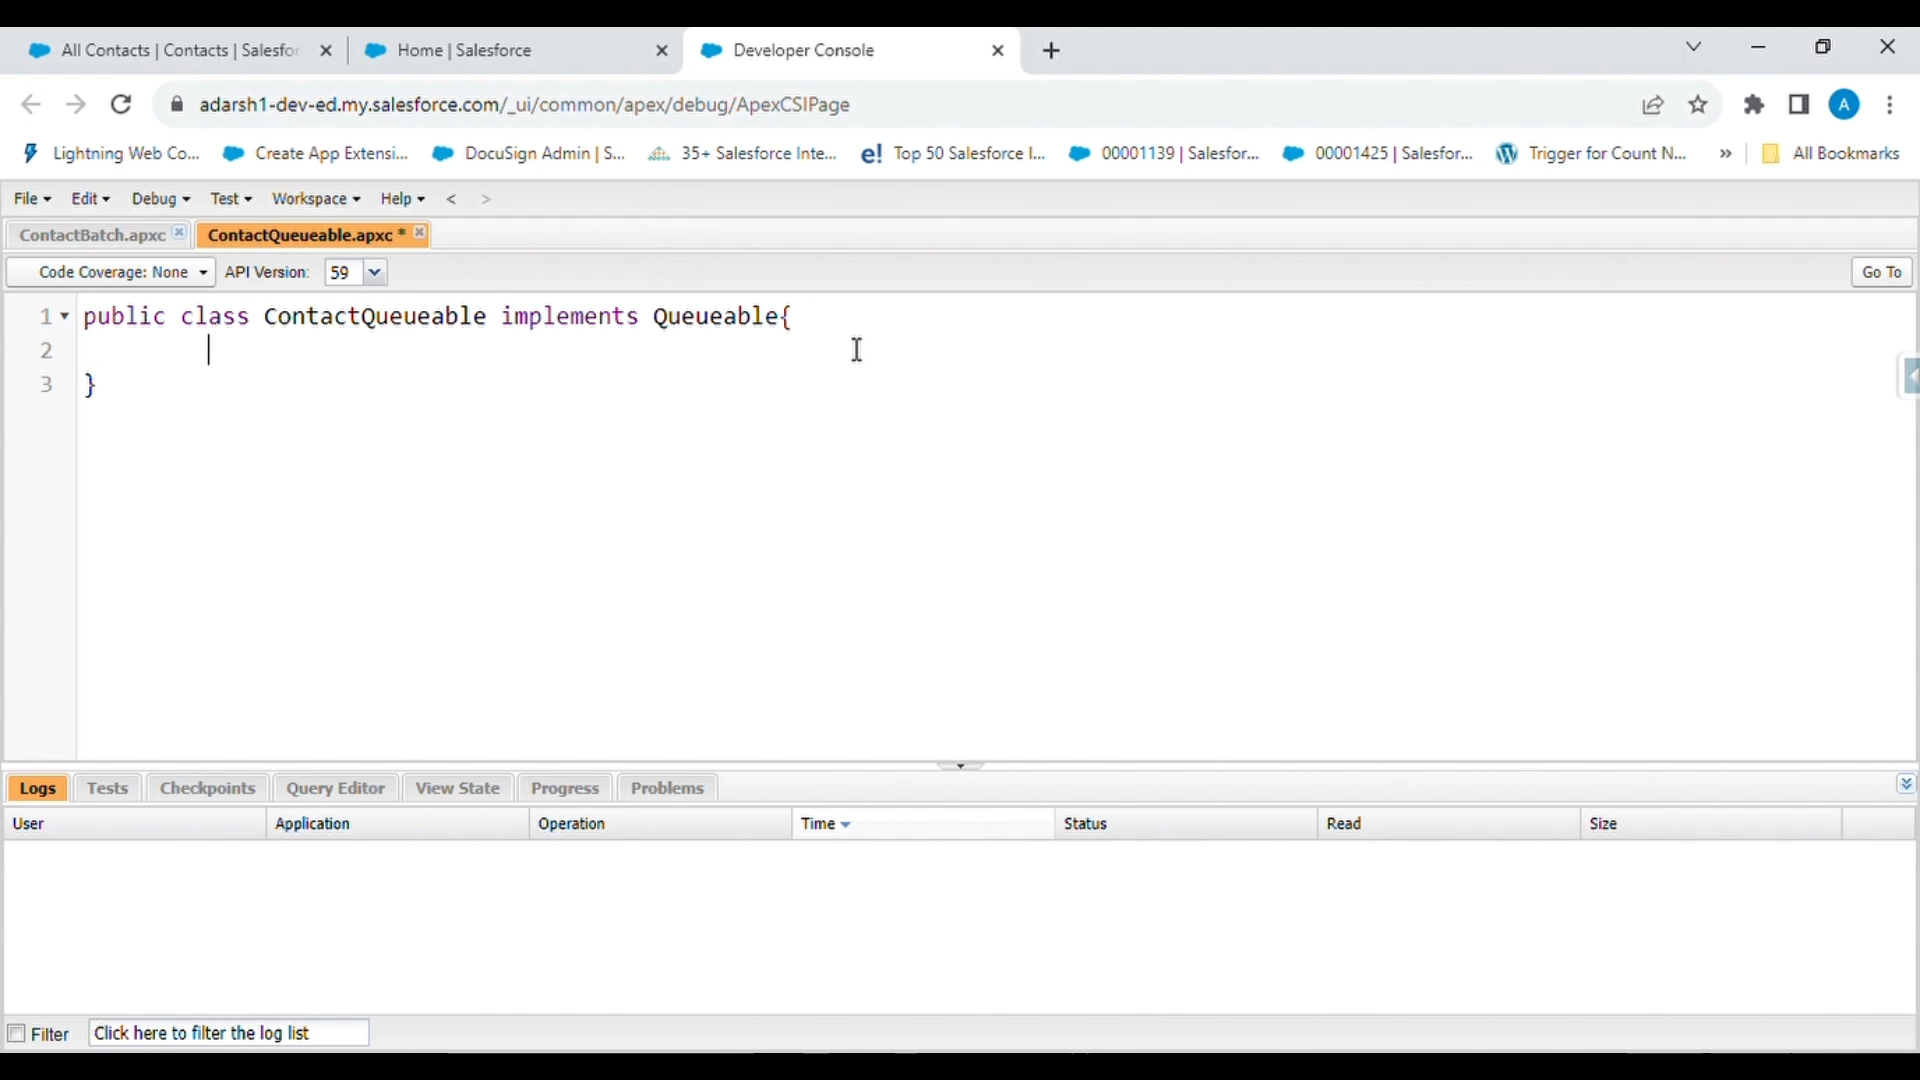 All Contacts | Contacts | Salesfor
Home | Salesforce
Developer Console
adarsh1-dev-ed.my.salesforce.com/_ui/common/apex/debug/ApexCSIPage
A
Lightning Web Co...
Create App Extensi...
DocuSign Admin | S...
35+ Salesforce Inte...
e! Top 50 Salesforce I...
00001139 | Salesfor...
00001425 | Salesfor...
Trigger for Count N...
»
All Bookmarks
File
Edit
Debug
Test
Workspace
Help
<
>
ContactBatch.apxc
ContactQueueable.apxc *
Code Coverage: None
API Version:
59
Go To
1 public class ContactQueueable implements Queueable{
2
3 }
Logs
Tests
Checkpoints
Query Editor
View State
Progress
Problems
User
Application
Operation
Time
Status
Read
Size
Filter
Click here to filter the log list